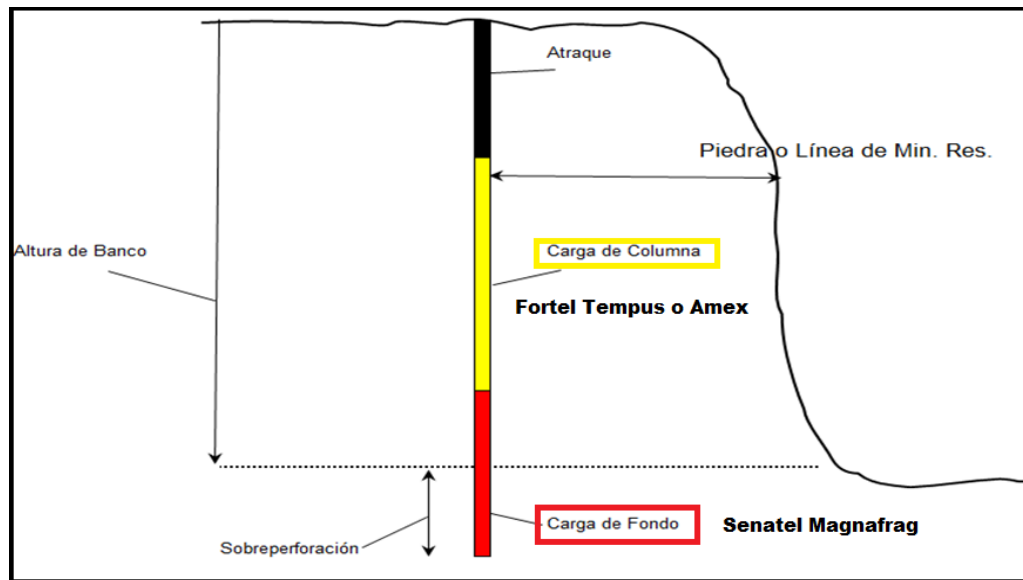 Atraque
Piedra o Línea de Min. Res.
Altura de Banco
Carga de Columna
Fortel Tempus o Amex
Carga de Fondo
Senatel Magnafrag
Sobreperforación